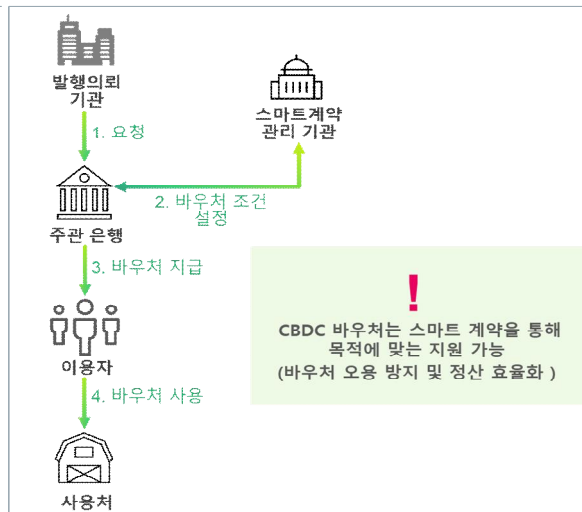 발행의뢰
기관
1. 요청
스마트계약
관리 기관
2. 바우처 조건
설정
주관 은행
3. 바우처 지급
이용자
4. 바우처 사용
사용처
!
CBDC 바우처는 스마트 계약을 통해
목적에 맞는 지원 가능
(바우처 오용 방지 및 정산 효율화 )